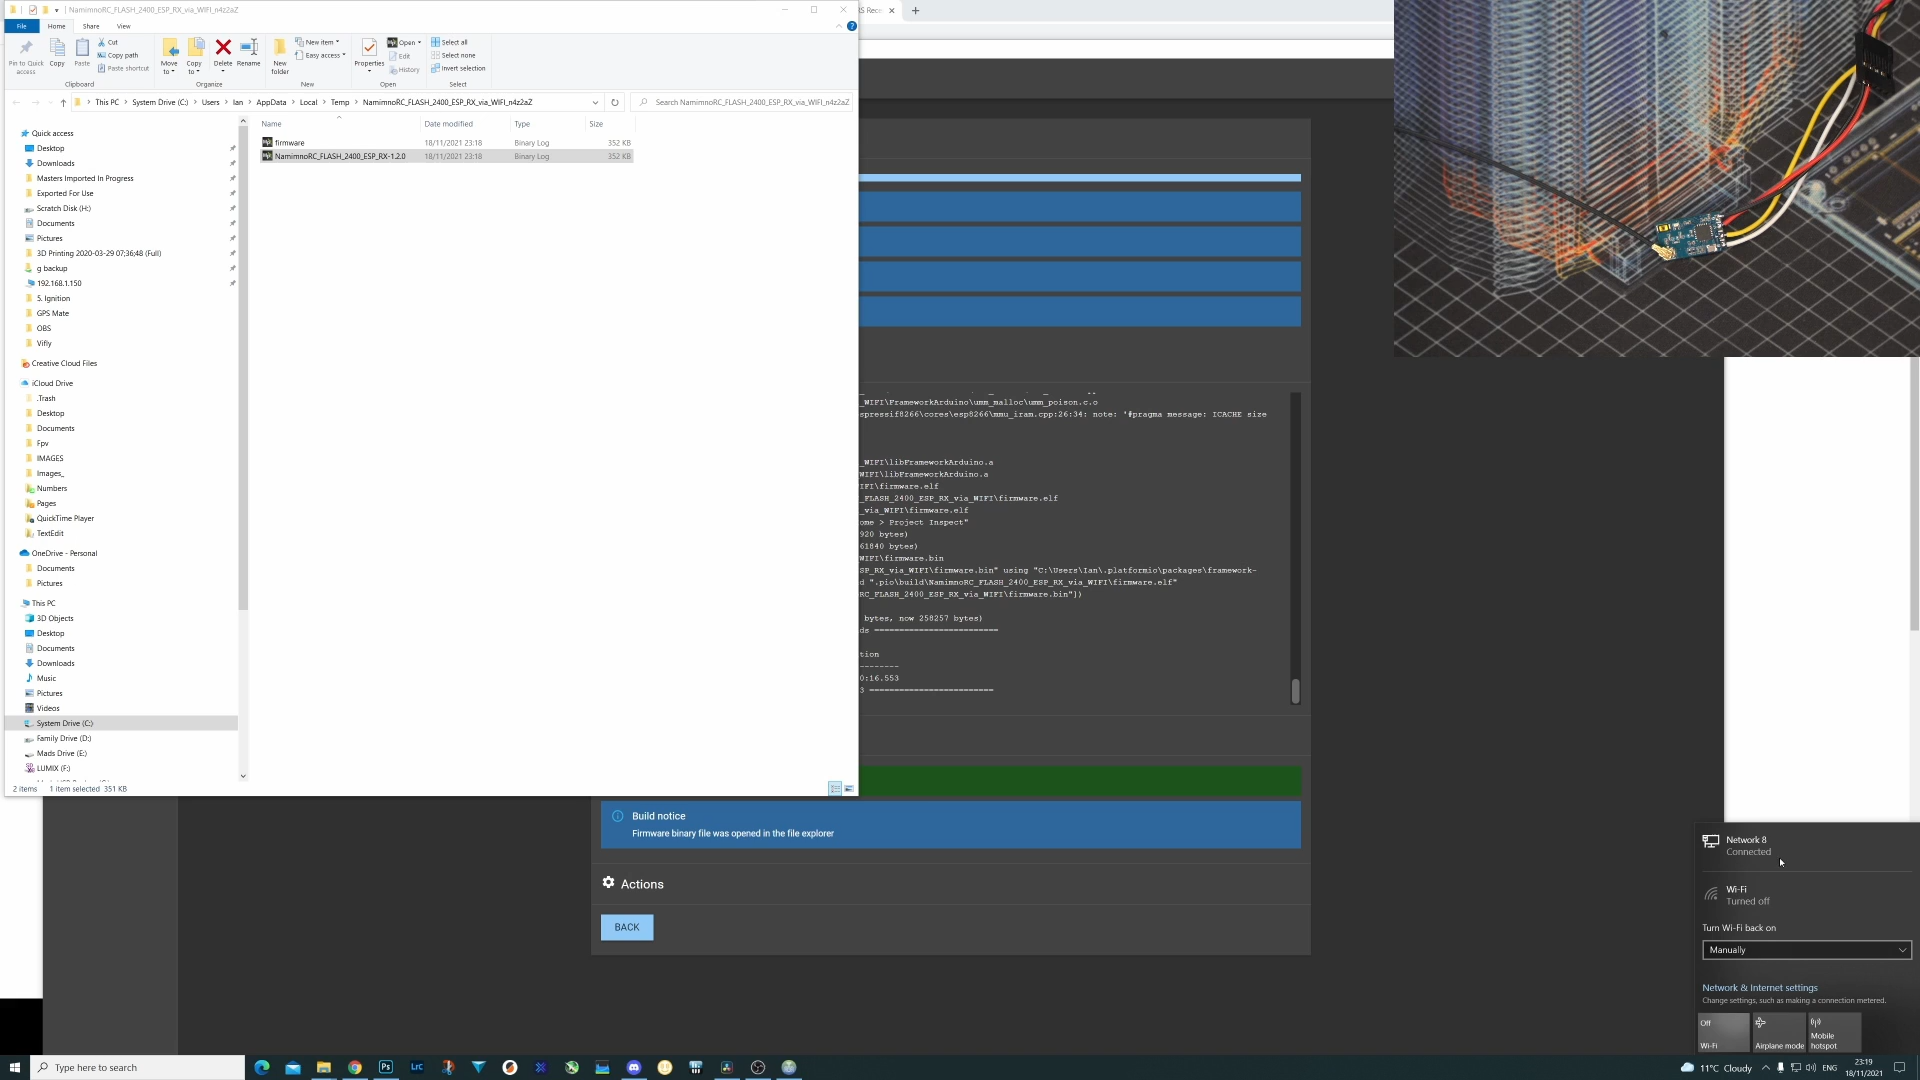 NamimnoRC_FLASH_2400_ESP_RX_via_WIFI_n4z2aZ
File Home Share View
Pin to Quick access
Copy
Paste
Cut
Copy path
Paste shortcut
Clipboard
Move to
Copy to
Delete
Rename
Organize
New folder
New item
Easy access
New
Properties
Open
Edit
History
Open
Select all
Select none
Invert selection
Select
This PC System Drive (C:) Users Ian AppData Local Temp NamimnoRC_FLASH_2400_ESP_RX_via_WIFI_n4z2aZ
Search NamimnoRC_FLASH_2400_ESP_RX_via_WIFI_n4z2aZ
Name Date modified Type Size
firmware 18/11/2021 23:18 Binary Log 352 KB
NamimnoRC_FLASH_2400_ESP_RX-1.2.0 18/11/2021 23:18 Binary Log 352 KB
Quick access
Desktop
Downloads
Masters Imported In Progress
Exported For Use
Scratch Disk (H:)
Documents
Pictures
3D Printing 2020-03-29 07;36;48 (Full)
g backup
192.168.1.150
S. Ignition
GPS Mate
OBS
Vifly
Creative Cloud Files
iCloud Drive
.Trash
Desktop
Documents
Fpv
IMAGES
Images_
Numbers
Pages
QuickTime Player
TextEdit
OneDrive - Personal
Documents
Pictures
This PC
3D Objects
Desktop
Documents
Downloads
Music
Pictures
Videos
System Drive (C:)
Family Drive (D:)
Mads Drive (E:)
LUMIX (F:)
2 items 1 item selected 351 KB
RS Rece
_WIFI\FrameworkArduino\umm_malloc\umm_poison.c.o
spressif8266\cores\esp8266\mmu_iram.cpp:26:34: note: '#pragma message: ICACHE size
_WIFI\libFrameworkArduino.a
WIFI\libFrameworkArduino.a
IFI\firmware.elf
_FLASH_2400_ESP_RX_via_WIFI\firmware.elf
_via_WIFI\firmware.elf
ome > Project Inspect"
920 bytes)
61840 bytes)
WIFI\firmware.bin
SP_RX_via_WIFI\firmware.bin" using "C:\Users\Ian\.platformio\packages\framework-
d ".pio\build\NamimnoRC_FLASH_2400_ESP_RX_via_WIFI\firmware.elf"
RC_FLASH_2400_ESP_RX_via_WIFI\firmware.bin"])
bytes, now 258257 bytes)
ds =========================
tion
--------
0:16.553
3 =========================
Build notice
Firmware binary file was opened in the file explorer
Actions
BACK
Network 8
Connected
Wi-Fi
Turned off
Turn Wi-Fi back on
Manually
Network & Internet settings
Change settings, such as making a connection metered.
Off
Wi-Fi
Airplane mode
Mobile hotspot
Type here to search
Ps
LrC
11°C Cloudy
ENG
23:19
18/11/2021